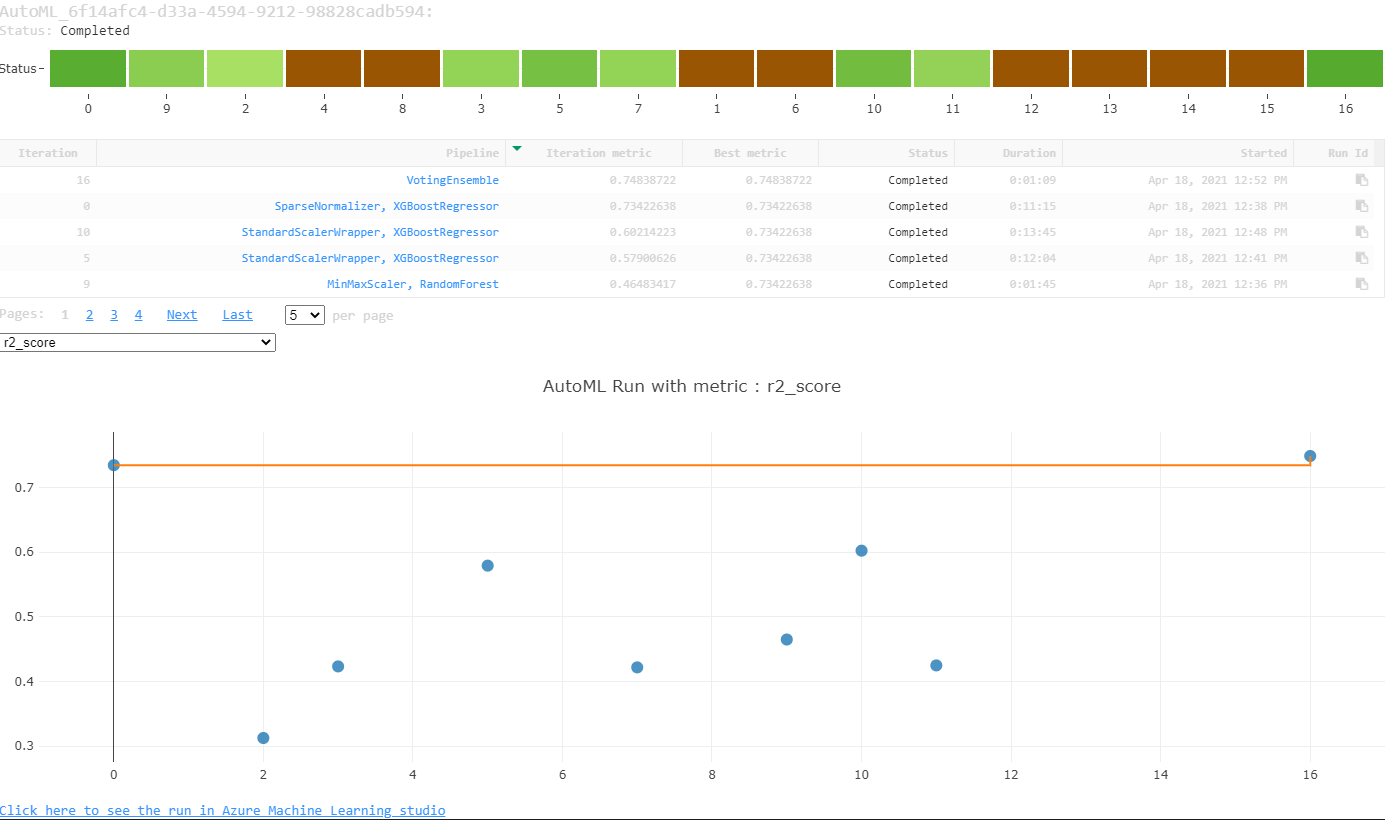 AutoML_6f14afc4-d33a-4594-9212-98828cadb594:
Status: Completed
Status
0 9 2 4 8 3 5 7 1 6 10 11 12 13 14 15 16
Iteration Pipeline Iteration metric Best metric Status Duration Started Run Id
16 VotingEnsemble 0.74838722 0.74838722 Completed 0:01:09 Apr 18, 2021 12:52 PM
0 SparseNormalizer, XGBoostRegressor 0.73422638 0.73422638 Completed 0:11:15 Apr 18, 2021 12:38 PM
10 StandardScalerWrapper, XGBoostRegressor 0.60214223 0.73422638 Completed 0:13:45 Apr 18, 2021 12:48 PM
5 StandardScalerWrapper, XGBoostRegressor 0.57900626 0.73422638 Completed 0:12:04 Apr 18, 2021 12:41 PM
9 MinMaxScaler, RandomForest 0.46483417 0.73422638 Completed 0:01:45 Apr 18, 2021 12:36 PM
Pages: 1 2 3 4 Next Last 5 per page
r2_score
AutoML Run with metric : r2_score
0.7
0.6
0.5
0.4
0.3
0 2 4 6 8 10 12 14 16
Click here to see the run in Azure Machine Learning studio